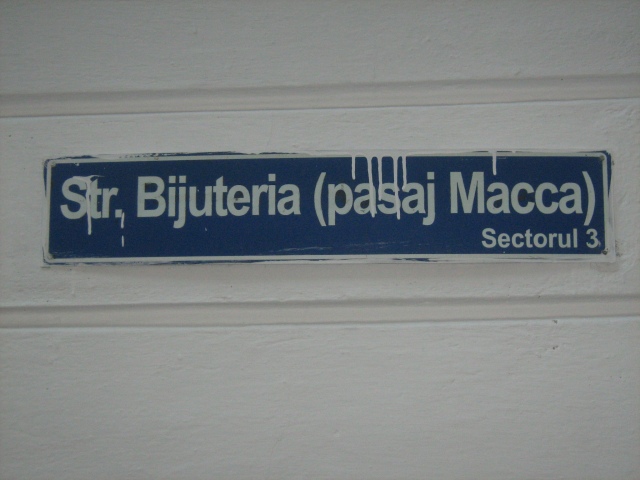 Str. Bijuteria (pasaj Macca)
Sectorul 3